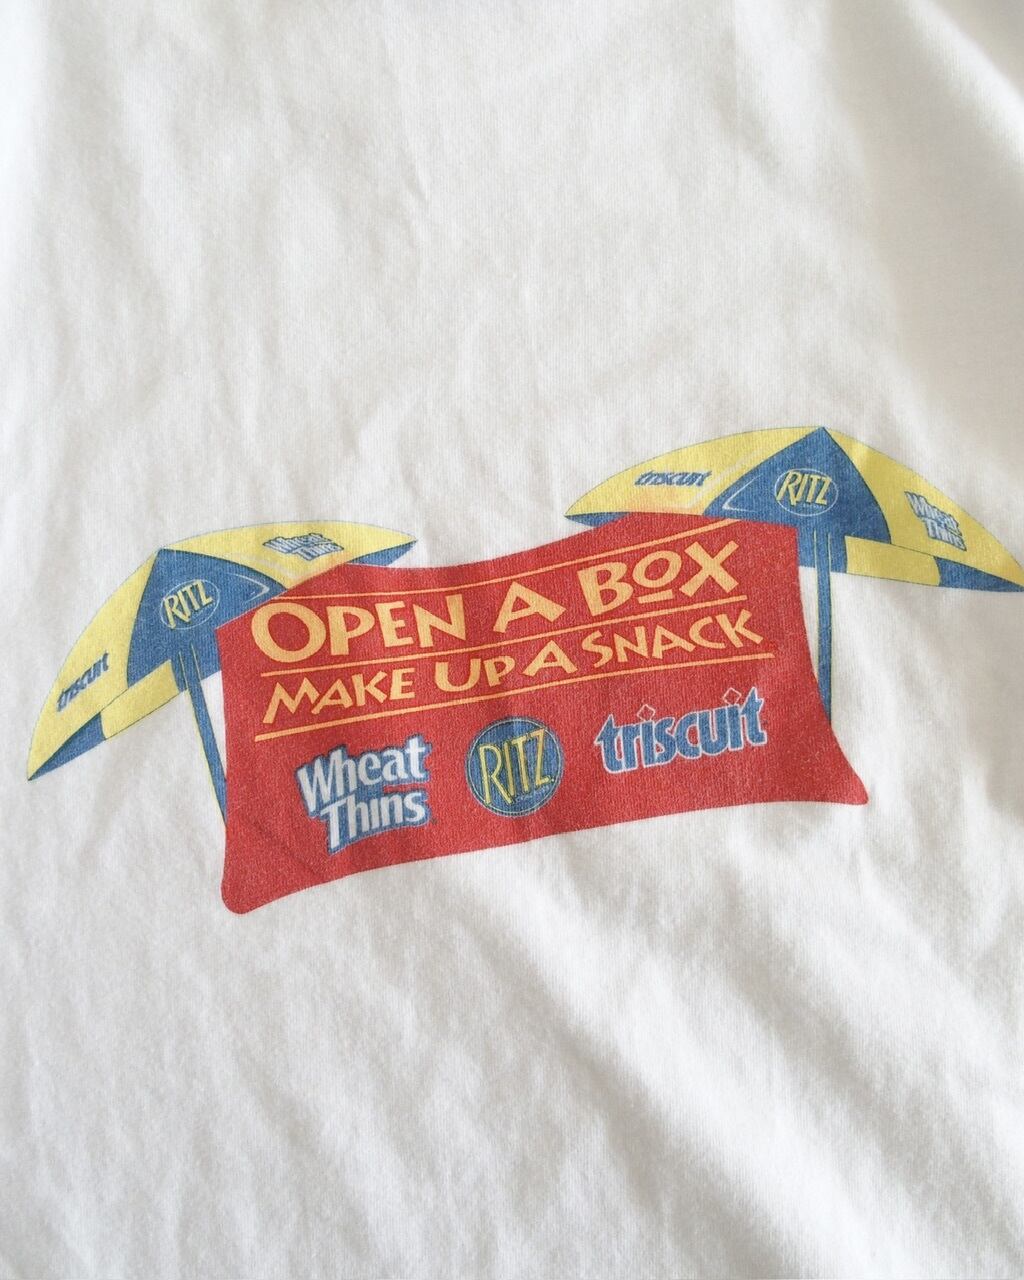 triscuit
RITZ
Wheat
Thins
Wheat
Thins
RITZ
triscuit
OPEN A BOX
MAKE UP A SNACK
Wheat
Thins
RITZ
triscuit